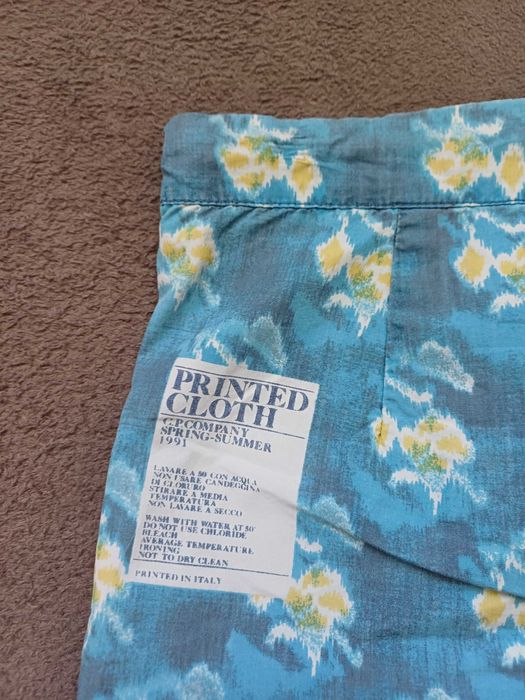 PRINTED
CLOTH
C.P.COMPANY
SPRING-SUMMER
1991
LAVARE A 50 CON ACQUA
NON USARE CANDEGGINA
DI CLORURO
STIRARE A MEDIA
TEMPERATURA
NON LAVARE A SECCO
WASH WITH WATER AT 50°
DO NOT USE CHLORIDE
BLEACH
AVERAGE TEMPERATURE
IRONING
NOT TO DRY CLEAN
PRINTED IN ITALY